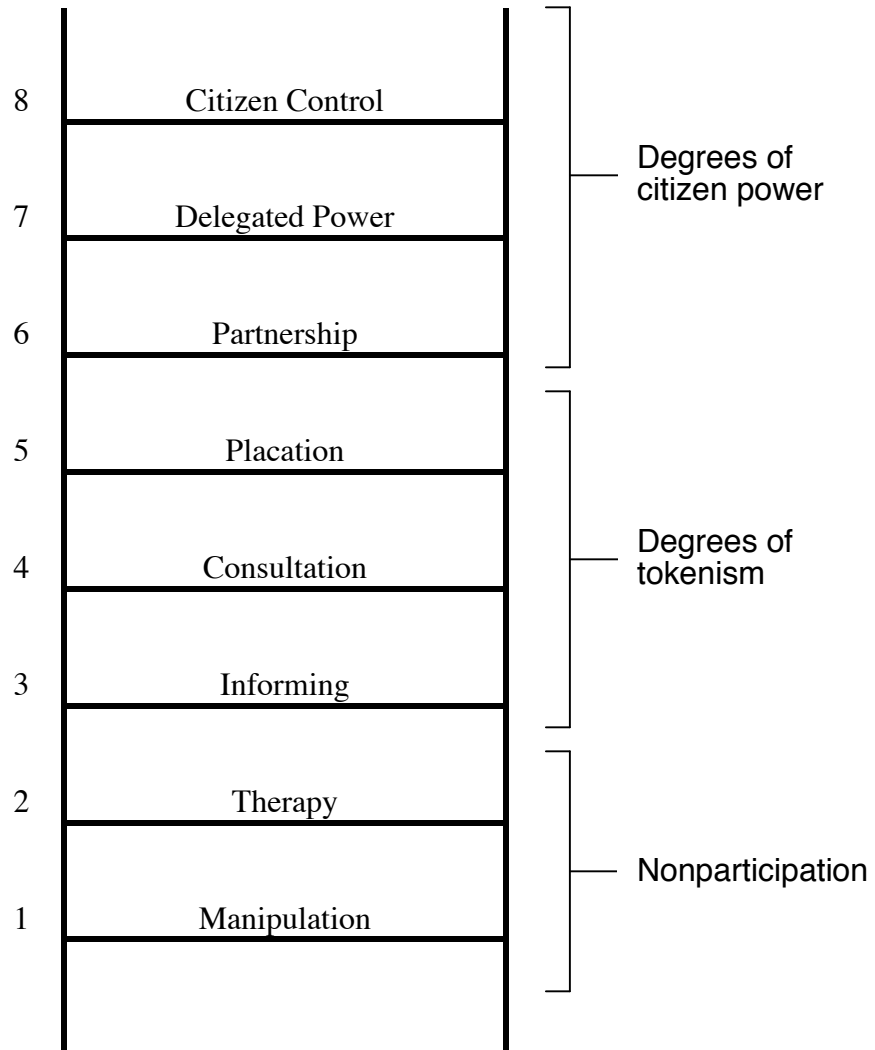 8 Citizen Control
Degrees of
citizen power
7 Delegated Power
6 Partnership
5 Placation
Degrees of
tokenism
4 Consultation
3 Informing
2 Therapy
Nonparticipation
1 Manipulation